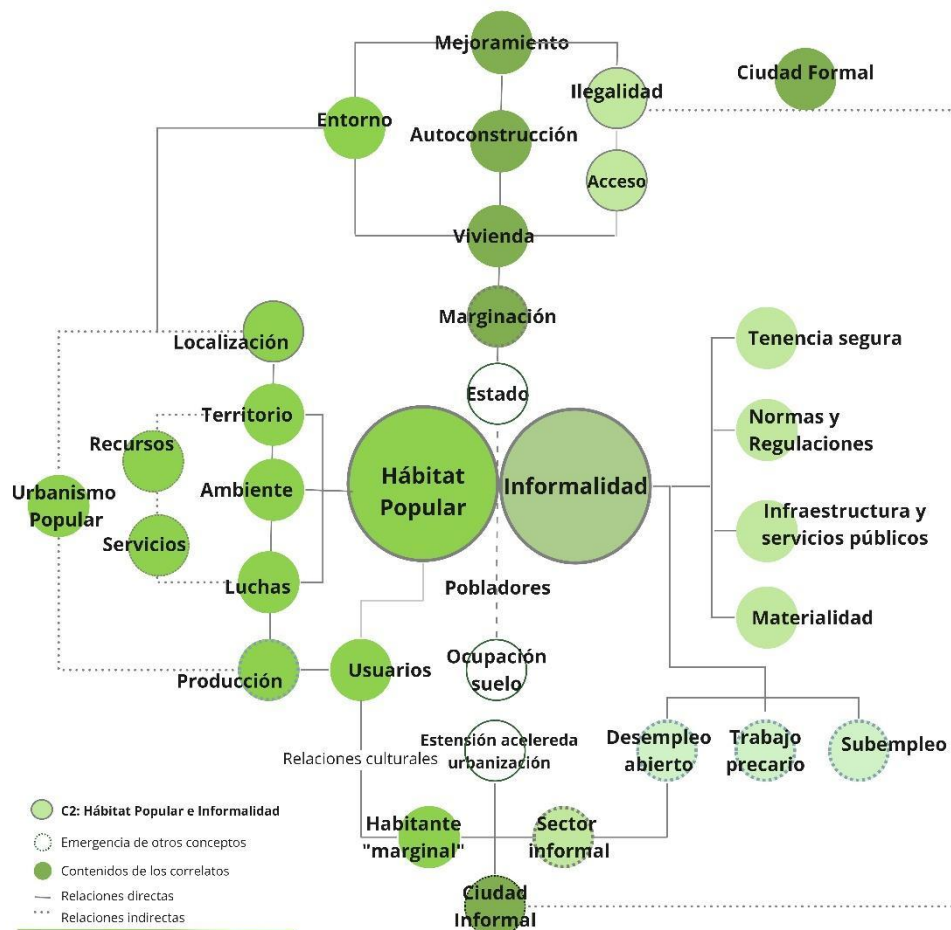 Mejoramiento
Ciudad Formal
Ilegalidad
Entorno
Autoconstrucción
Acceso
Vivienda
Marginación
Localización
Tenencia segura
Estado
Territorio
Recursos
Normas y
Regulaciones
Hábitat
Popular
Informalidad
Ambiente
Urbanismo
Popular
Infraestructura y
servicios públicos
Servicios
Luchas
Pobladores
Materialidad
Ocupación
suelo
Usuarios
Producción
Estensión acelereda
urbanización
Relaciones culturales
Desempleo
abierto
Trabajo
precario
Subempleo
Habitante
"marginal"
Sector
informal
Ciudad
Informal
C2: Hábitat Popular e Informalidad
Emergencia de otros conceptos
Contenidos de los correlatos
Relaciones directas
Relaciones indirectas